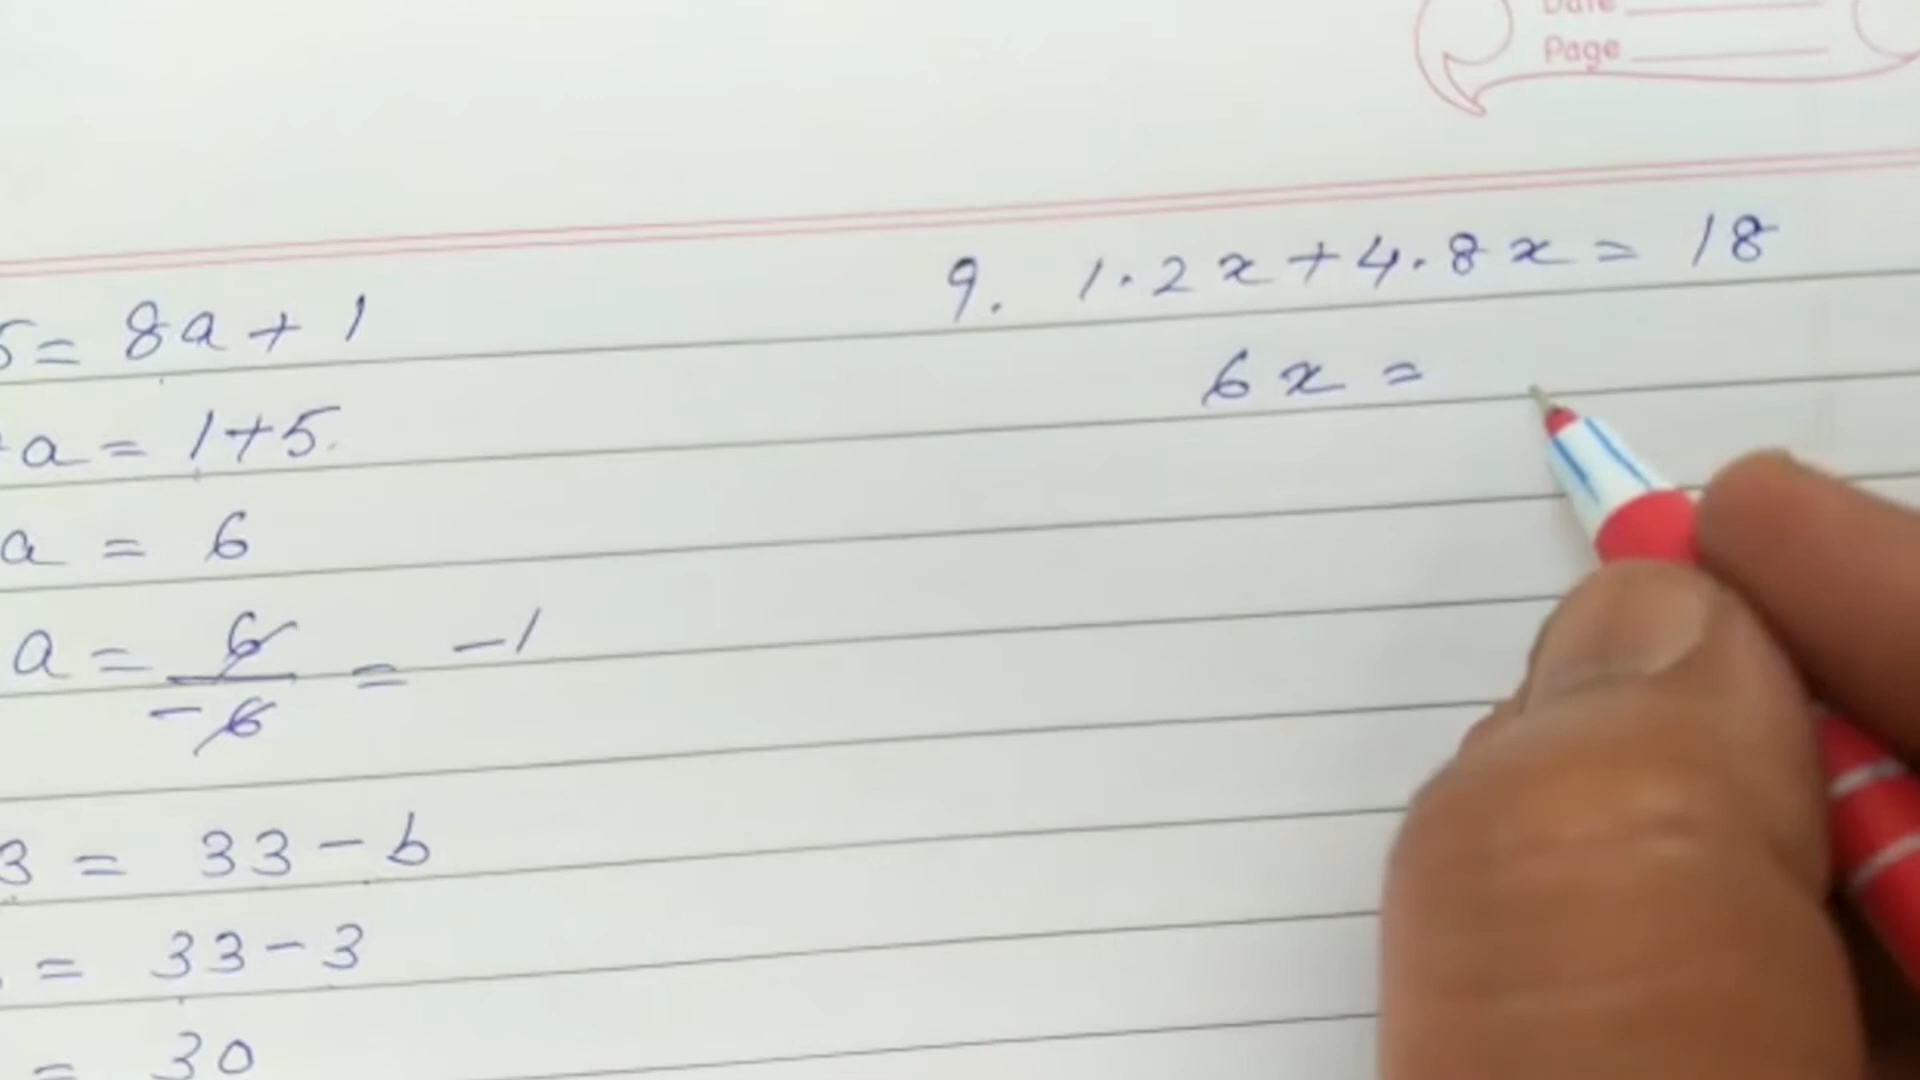 Date
Page
5 = 8a + 1
a = 1+5
a = 6
a = 6/-6 = -1
3 = 33 - b
= 33 - 3
= 30
9. 1.2x + 4.8x = 18
6x =